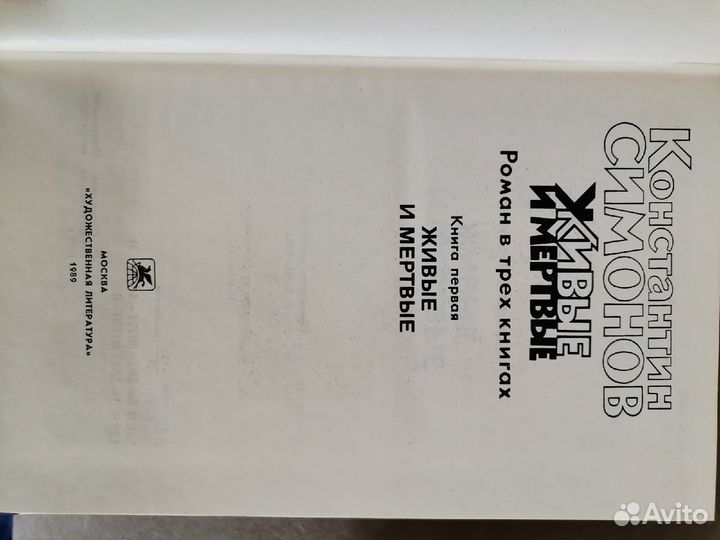 Константин
СИМОНОВ
ЖИВЫЕ
И МЕРТВЫЕ
Роман в трех книгах
Книга первая
ЖИВЫЕ
И МЕРТВЫЕ
МОСКВА
«ХУДОЖЕСТВЕННАЯ ЛИТЕРАТУРА»
1989
Avito